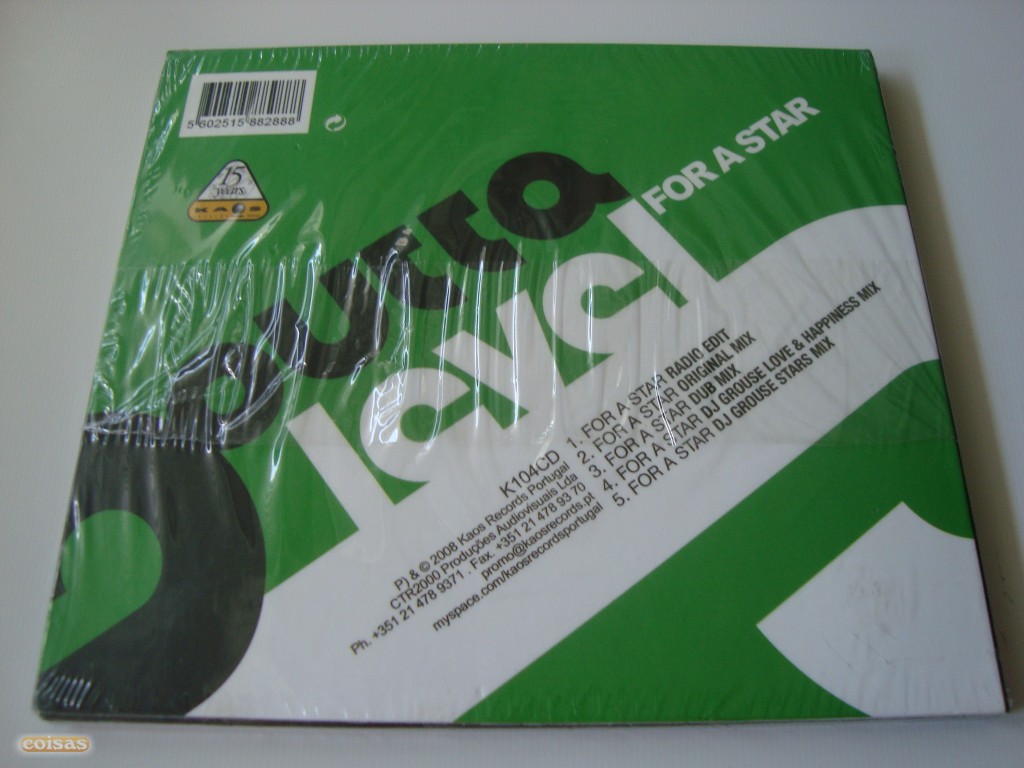 5 602515 882888
15
YEARS
KAOS
outta
level
FOR A STAR
1. FOR A STAR RADIO EDIT
2. FOR A STAR ORIGINAL MIX
3. FOR A STAR DUB MIX
4. FOR A STAR DJ GROUSE LOVE & HAPPINESS MIX
5. FOR A STAR DJ GROUSE STARS MIX
K104CD
P) & © 2008 Kaos Records Portugal
CTR2000 Produções Audiovisuais Lda
Ph. +351 21 478 9371 . Fax. +351 21 478 93 70
promo@kaosrecords.pt
myspace.com/kaosrecordsportugal
coisas